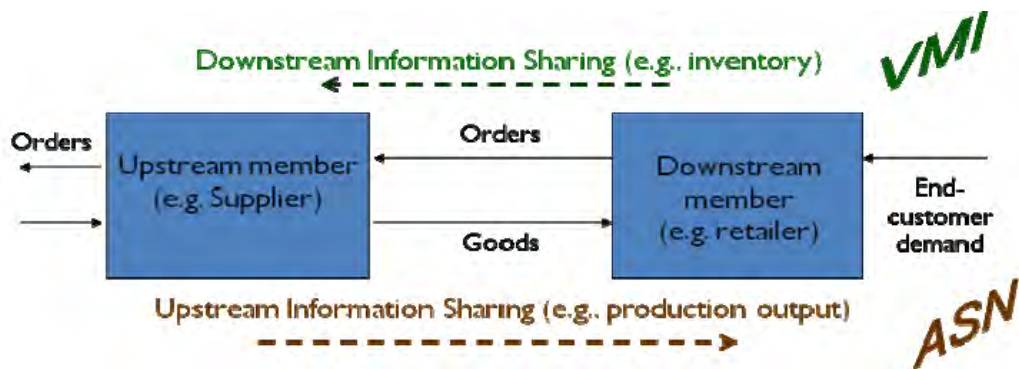 VMI
Downstream Information Sharing (e.g., inventory)
Orders
Upstream member
(e.g. Supplier)
Orders
Goods
Downstream
member
(e.g. retailer)
End-
customer
demand
Upstream Information Sharing (e.g., production output)
ASN